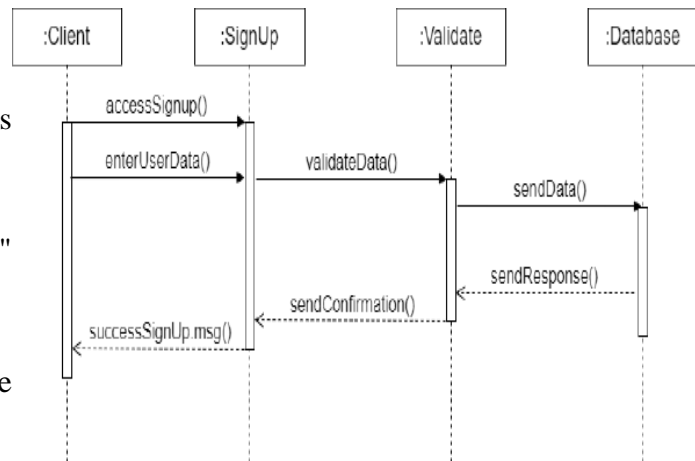 :Client :SignUp :Validate :Database
accessSignup()
s
enterUserData() validateData()
sendData()
"
sendResponse()
sendConfirmation()
successSignUp.msg()
e